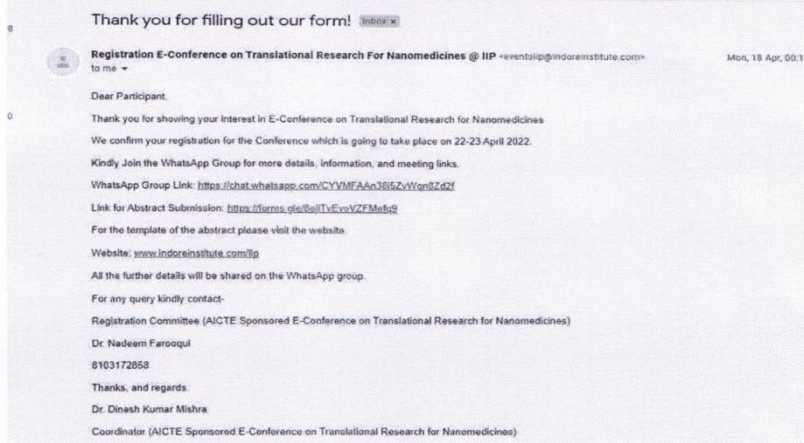 Thank you for filling out our form! Inbox x
8
Registration E-Conference on Translational Research For Nanomedicines @ IIP <eventsiip@indoreinstitute.com> Mon, 18 Apr, 00:1
to me
Dear Participant,
0
Thank you for showing your interest in E-Conference on Translational Research for Nanomedicines
We confirm your registration for the Conference which is going to take place on 22-23 April 2022.
Kindly Join the WhatsApp Group for more details, information, and meeting links.
WhatsApp Group Link:
Link for Abstract Submission:
For the template of the abstract please visit the website.
Website: www.indoreinstitute.com/iip
All the further details will be shared on the WhatsApp group.
For any query kindly contact-
Registration Committee (AICTE Sponsored E-Conference on Translational Research for Nanomedicines)
Dr. Nadeem Farooqui
8103172858
Thanks, and regards
Dr. Dinesh Kumar Mishra
Coordinator (AICTE Sponsored E-Conference on Translational Research for Nanomedicines)